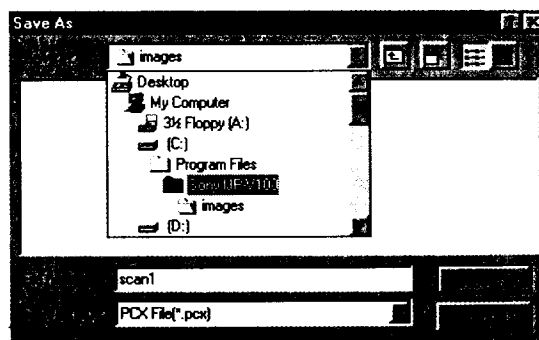 Save As
images
Desktop
My Computer
3½ Floppy (A:)
(C:)
Program Files
images
(D:)
scan1
PCX File(*.pcx)